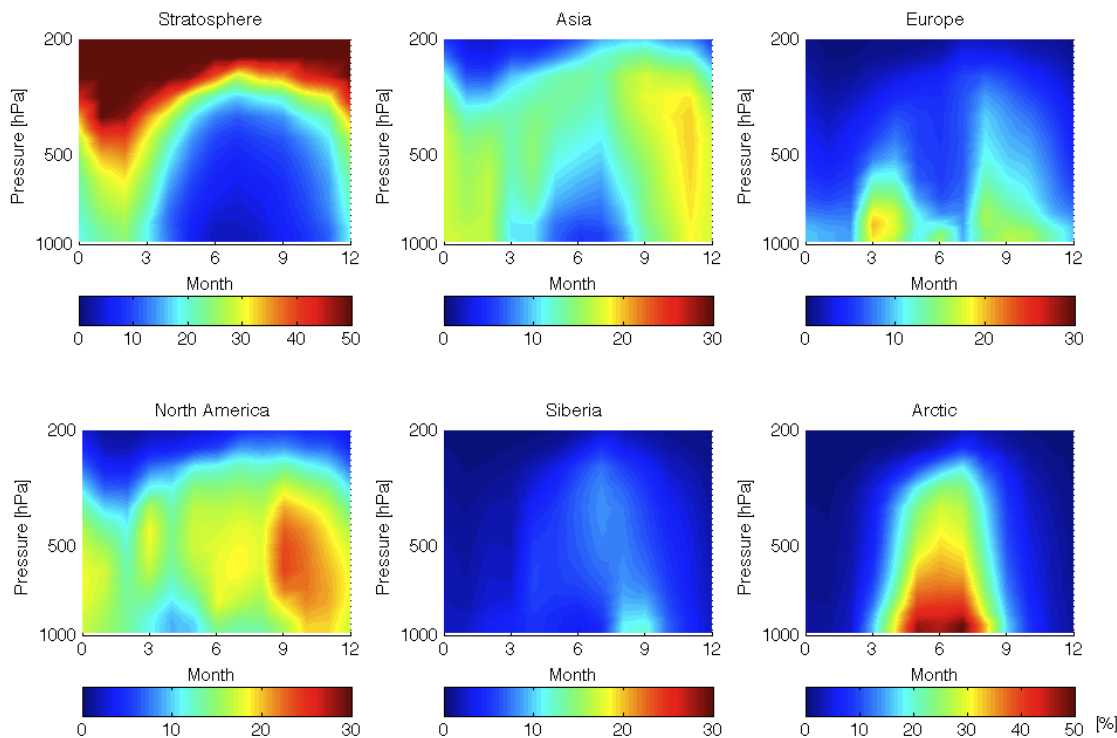 Stratosphere
200
500
1000
Pressure [hPa]
0 3 6 9 12
Month
0 10 20 30 40 50
Asia
200
500
1000
Pressure [hPa]
0 3 6 9 12
Month
0 10 20 30
Europe
200
500
1000
Pressure [hPa]
0 3 6 9 12
Month
0 10 20 30
North America
200
500
1000
Pressure [hPa]
0 3 6 9 12
Month
0 10 20 30
Siberia
200
500
1000
Pressure [hPa]
0 3 6 9 12
Month
0 10 20 30
Arctic
200
500
1000
Pressure [hPa]
0 3 6 9 12
Month
0 10 20 30 40 50 [%]